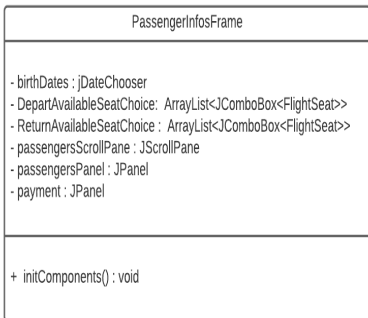 PassengerInfosFrame
- birthDates : jDateChooser
- DepartAvailableSeatChoice: ArrayList<JComboBox<FlightSeat>>
- ReturnAvailableSeatChoice : ArrayList<JComboBox<FlightSeat>>
- passengersScrollPane : JScrollPane
- passengersPanel : JPanel
- payment : JPanel
+ initComponents() : void